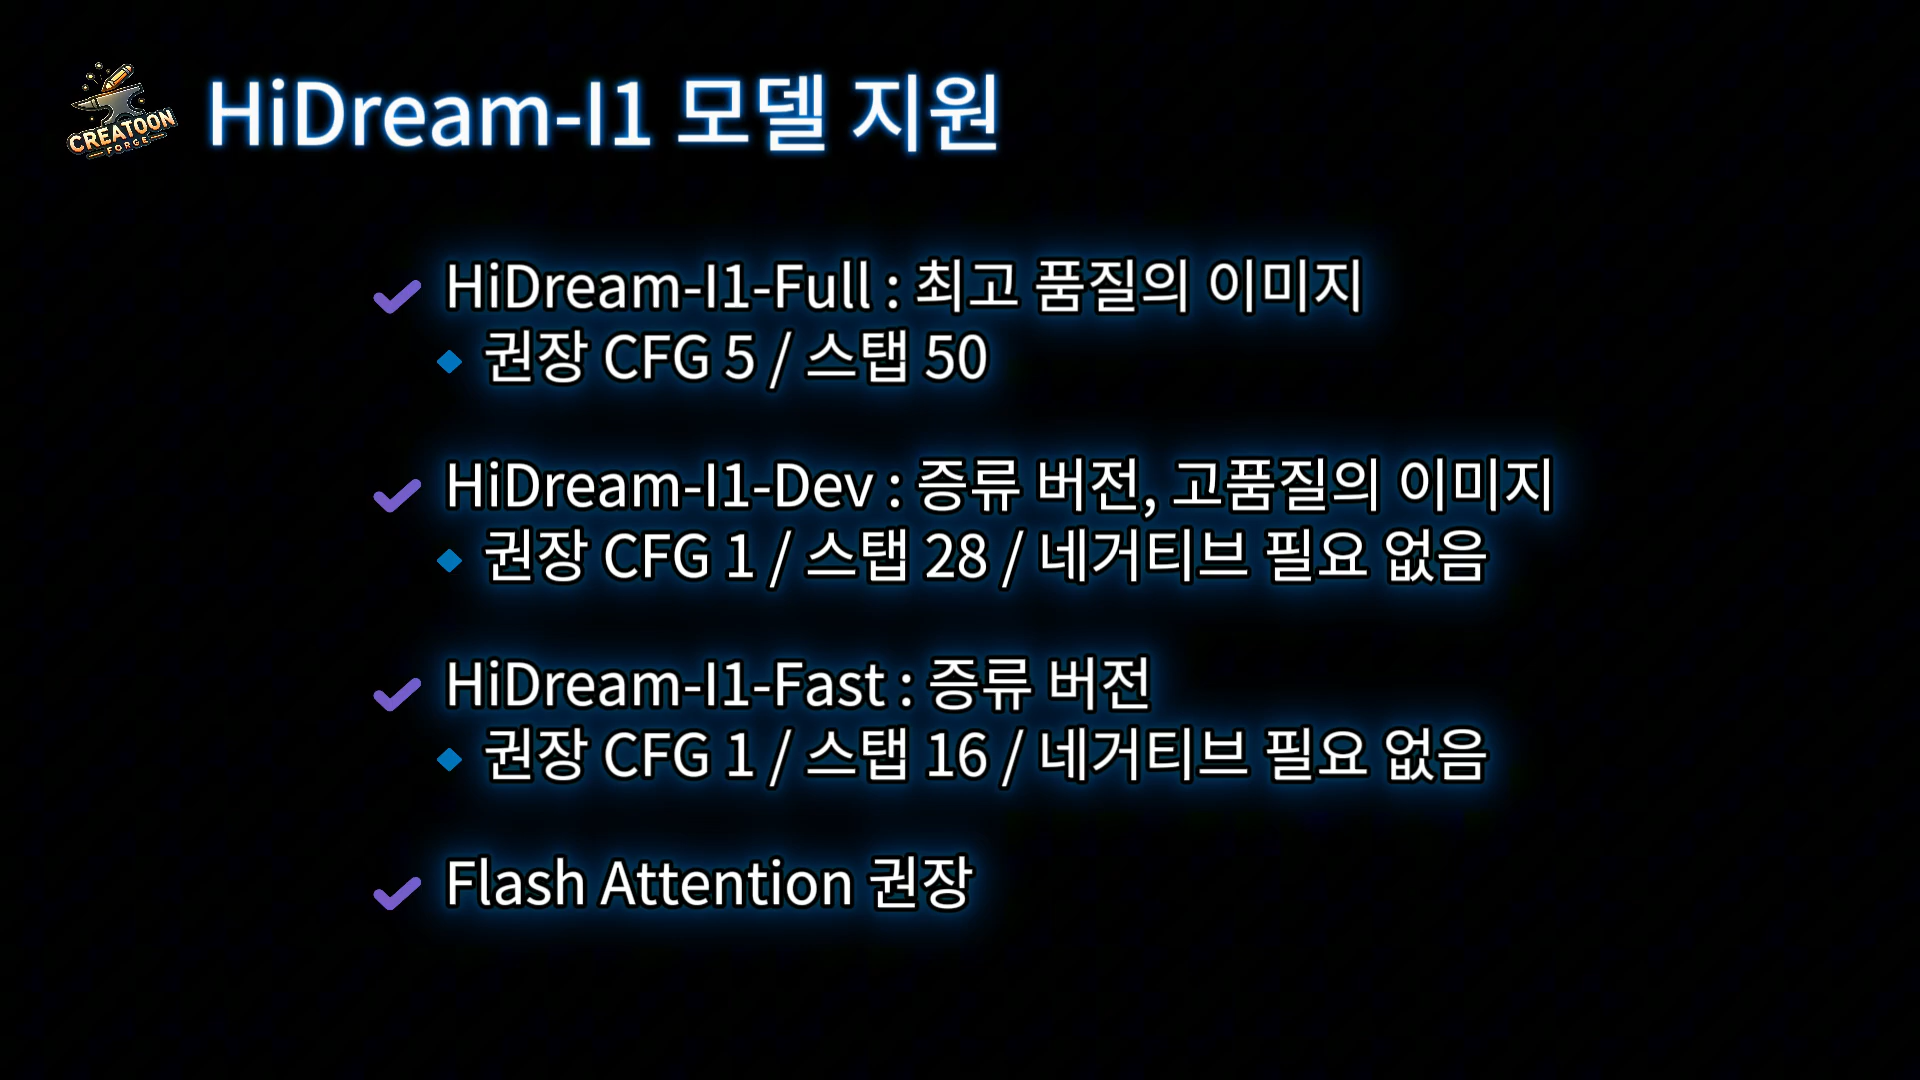 CREATOON
FORGE
HiDream-I1 모델 지원
HiDream-I1-Full : 최고 품질의 이미지
권장 CFG 5 / 스탭 50
HiDream-I1-Dev : 증류 버전, 고품질의 이미지
권장 CFG 1 / 스탭 28 / 네거티브 필요 없음
HiDream-I1-Fast : 증류 버전
권장 CFG 1 / 스탭 16 / 네거티브 필요 없음
Flash Attention 권장